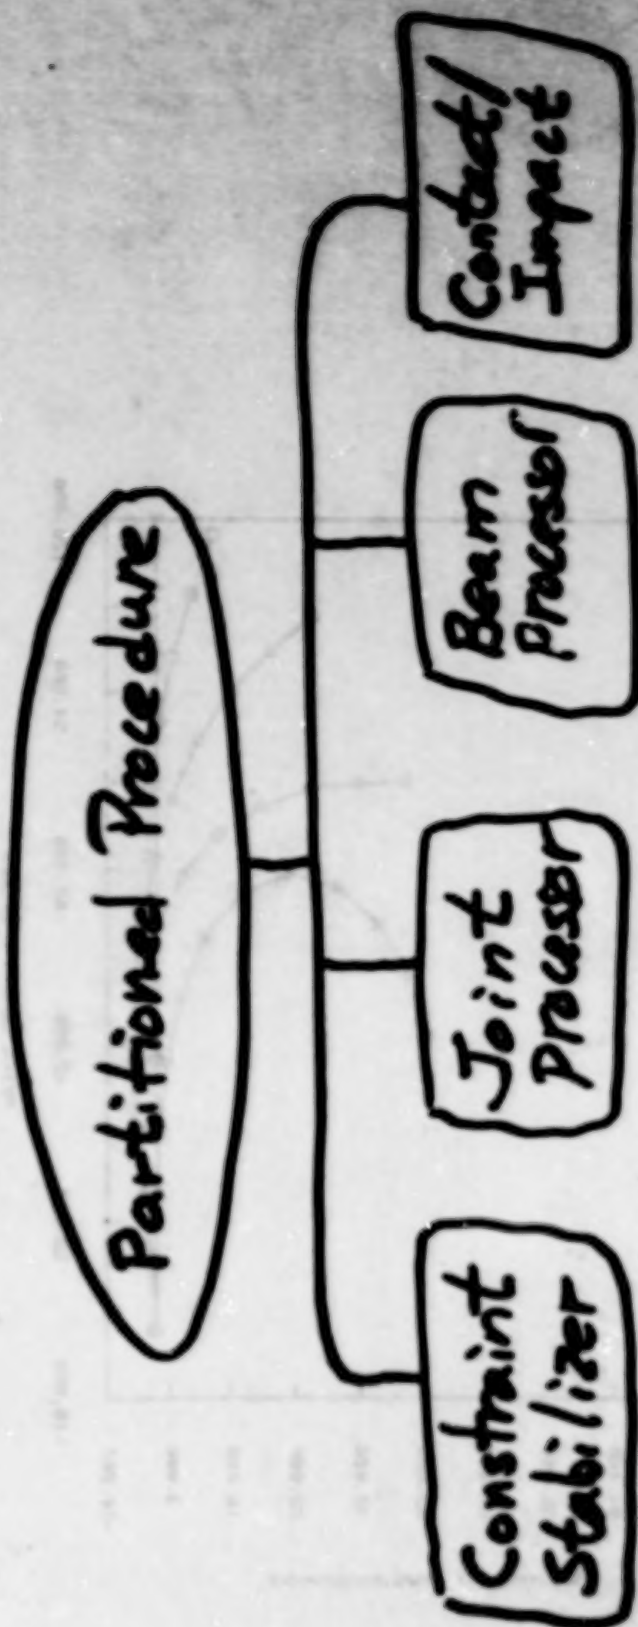 Partitioned Procedure
Constraint
Stabilizer
Joint
Processor
Beam
Processor
Contact/
Impact